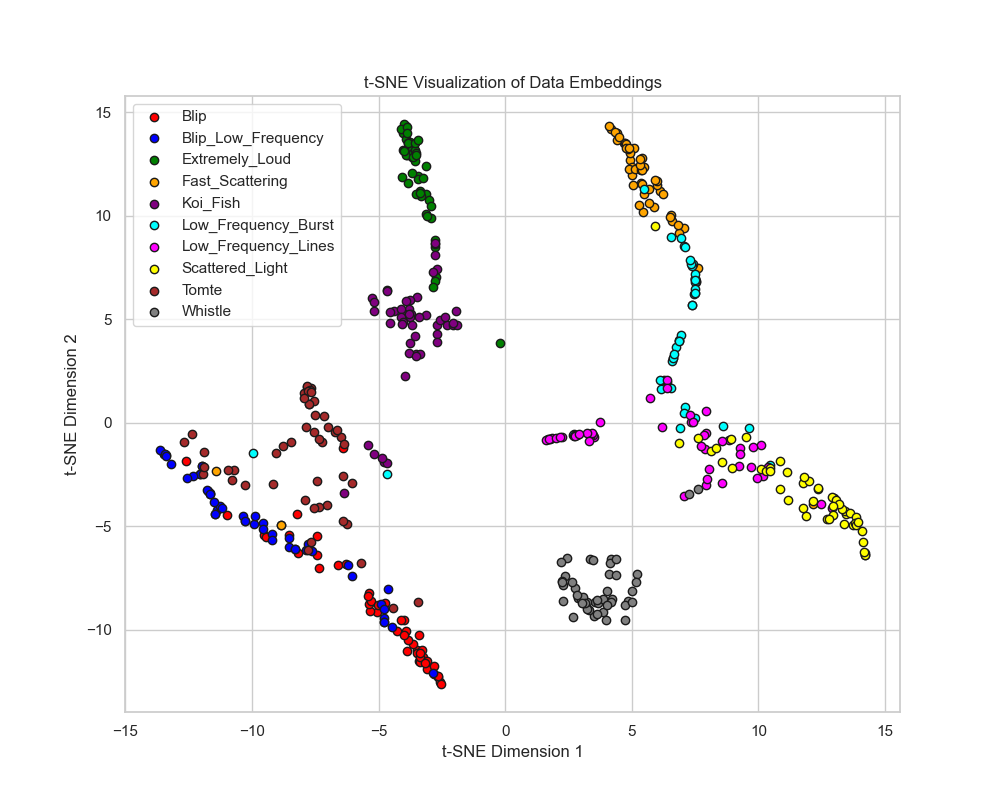 t-SNE Visualization of Data Embeddings
Blip
Blip_Low_Frequency
Extremely_Loud
Fast_Scattering
Koi_Fish
Low_Frequency_Burst
Low_Frequency_Lines
Scattered_Light
Tomte
Whistle
15
10
5
0
−5
−10
t-SNE Dimension 2
−15
−10
−5
0
5
10
15
t-SNE Dimension 1